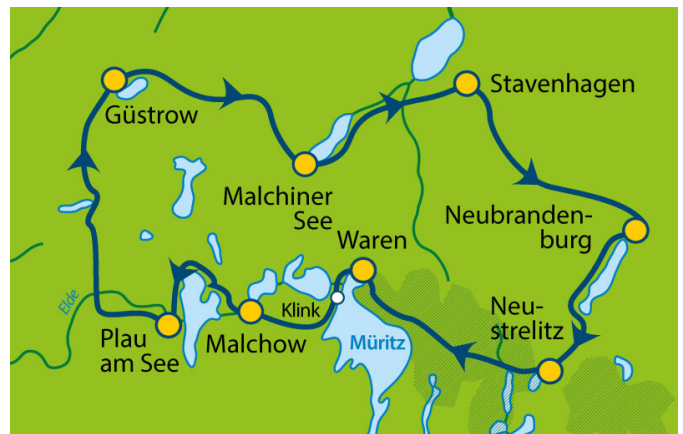 Güstrow
Stavenhagen
Malchiner
See
Neubranden-
burg
Waren
Elde
Klink
Neu-
strelitz
Plau
am See
Malchow
Müritz